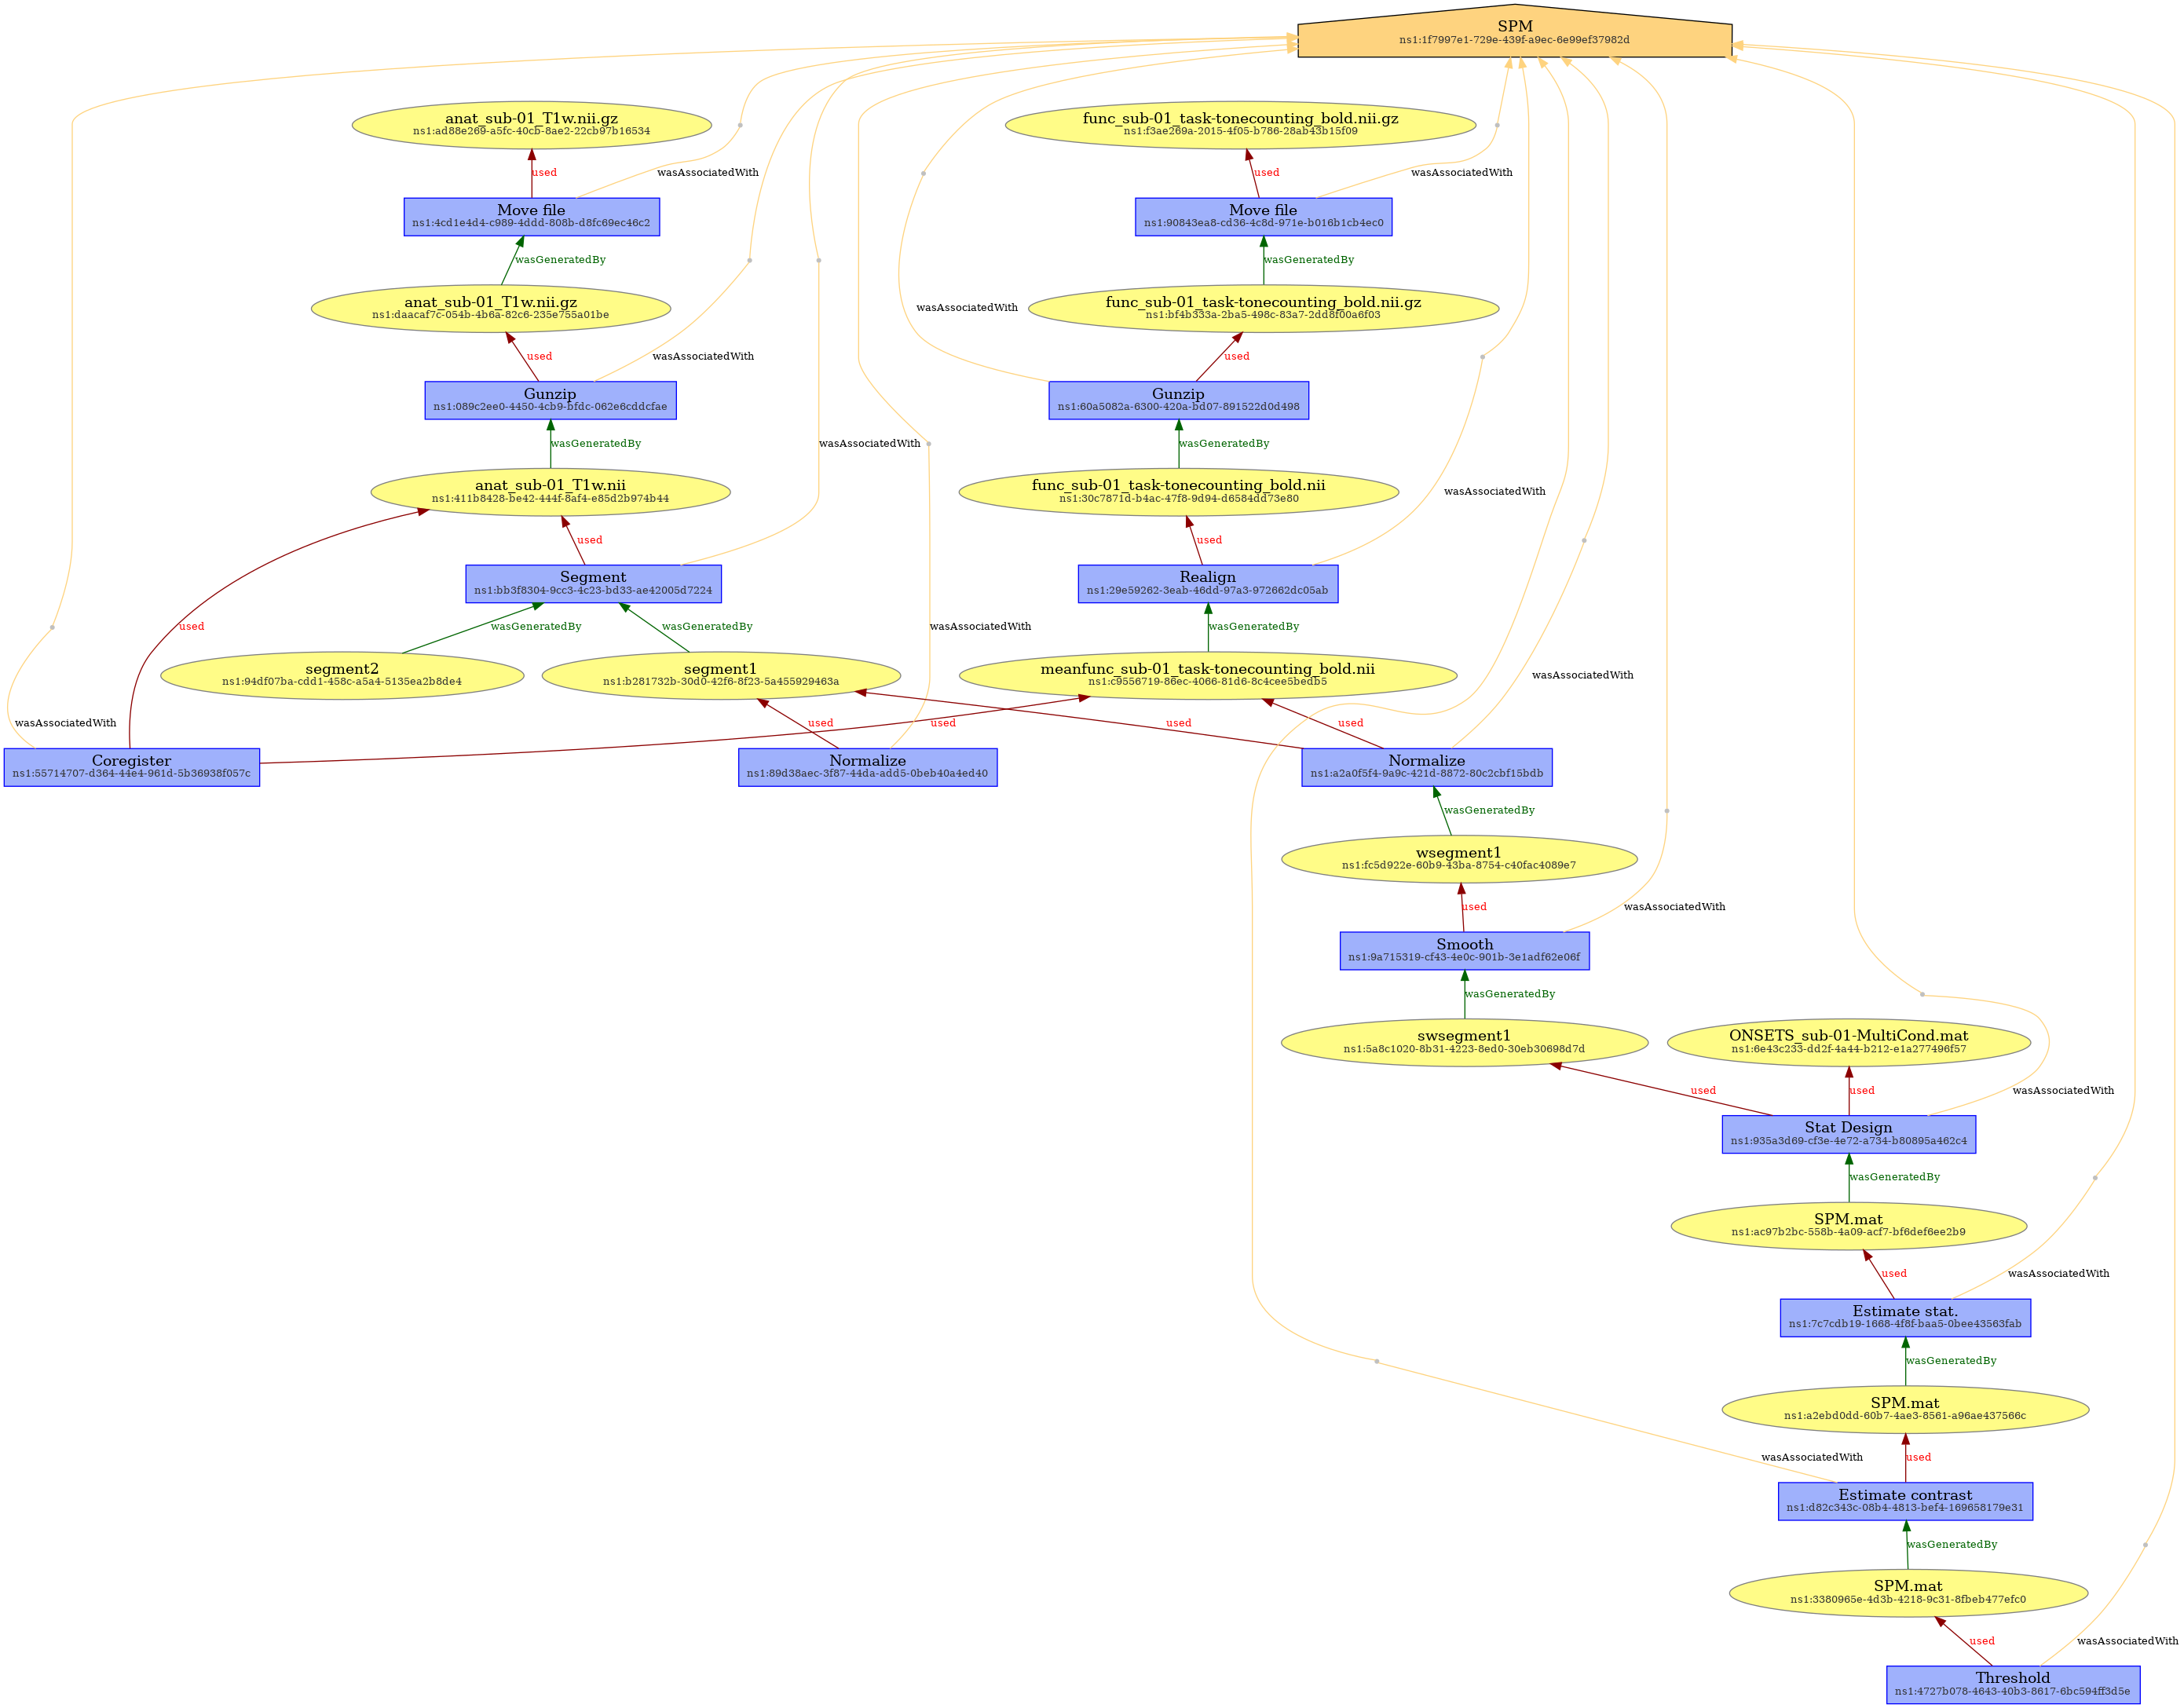 SPM
ns1:1f7997e1-729e-439f-a9ec-6e99ef37982d
anat_sub-01_T1w.nii.gz
ns1:ad88e269-a5fc-40cb-8ae2-22cb97b16534
func_sub-01_task-tonecounting_bold.nii.gz
ns1:f3ae269a-2015-4f05-b786-28ab43b15f09
used
wasAssociatedWith
used
wasAssociatedWith
Move file
ns1:4cd1e4d4-c989-4ddd-808b-d8fc69ec46c2
Move file
ns1:90843ea8-cd36-4c8d-971e-b016b1cb4ec0
wasGeneratedBy
wasGeneratedBy
anat_sub-01_T1w.nii.gz
ns1:daacaf7c-054b-4b6a-82c6-235e755a01be
wasAssociatedWith
func_sub-01_task-tonecounting_bold.nii.gz
ns1:bf4b333a-2ba5-498c-83a7-2dd8f00a6f03
used
wasAssociatedWith
used
Gunzip
ns1:089c2ee0-4450-4cb9-bfdc-062e6cddcfae
Gunzip
ns1:60a5082a-6300-420a-bd07-891522d0d498
wasGeneratedBy
wasAssociatedWith
wasGeneratedBy
anat_sub-01_T1w.nii
ns1:411b8428-be42-444f-8af4-e85d2b974b44
func_sub-01_task-tonecounting_bold.nii
ns1:30c7871d-b4ac-47f8-9d94-d6584dd73e80
wasAssociatedWith
used
used
Segment
ns1:bb3f8304-9cc3-4c23-bd33-ae42005d7224
Realign
ns1:29e59262-3eab-46dd-97a3-972662dc05ab
used
wasGeneratedBy
wasGeneratedBy
wasAssociatedWith
wasGeneratedBy
segment2
ns1:94df07ba-cdd1-458c-a5a4-5135ea2b8de4
segment1
ns1:b281732b-30d0-42f6-8f23-5a455929463a
meanfunc_sub-01_task-tonecounting_bold.nii
ns1:c9556719-86ec-4066-81d6-8c4cee5bedb5
wasAssociatedWith
wasAssociatedWith
used
used
used
used
Coregister
ns1:55714707-d364-44e4-961d-5b36938f057c
Normalize
ns1:89d38aec-3f87-44da-add5-0beb40a4ed40
Normalize
ns1:a2a0f5f4-9a9c-421d-8872-80c2cbf15bdb
wasGeneratedBy
wsegment1
ns1:fc5d922e-60b9-43ba-8754-c40fac4089e7
used
wasAssociatedWith
Smooth
ns1:9a715319-cf43-4e0c-901b-3e1adf62e06f
wasGeneratedBy
swsegment1
ns1:5a8c1020-8b31-4223-8ed0-30eb30698d7d
ONSETS_sub-01-MultiCond.mat
ns1:6e43c233-dd2f-4a44-b212-e1a277496f57
used
used
wasAssociatedWith
Stat Design
ns1:935a3d69-cf3e-4e72-a734-b80895a462c4
wasGeneratedBy
SPM.mat
ns1:ac97b2bc-558b-4a09-acf7-bf6def6ee2b9
used
wasAssociatedWith
Estimate stat.
ns1:7c7cdb19-1668-4f8f-baa5-0bee43563fab
wasGeneratedBy
SPM.mat
ns1:a2ebd0dd-60b7-4ae3-8561-a96ae437566c
wasAssociatedWith
used
Estimate contrast
ns1:d82c343c-08b4-4813-bef4-169658179e31
wasGeneratedBy
SPM.mat
ns1:3380965e-4d3b-4218-9c31-8fbeb477efc0
used
wasAssociatedWith
Threshold
ns1:4727b078-4643-40b3-8617-6bc594ff3d5e